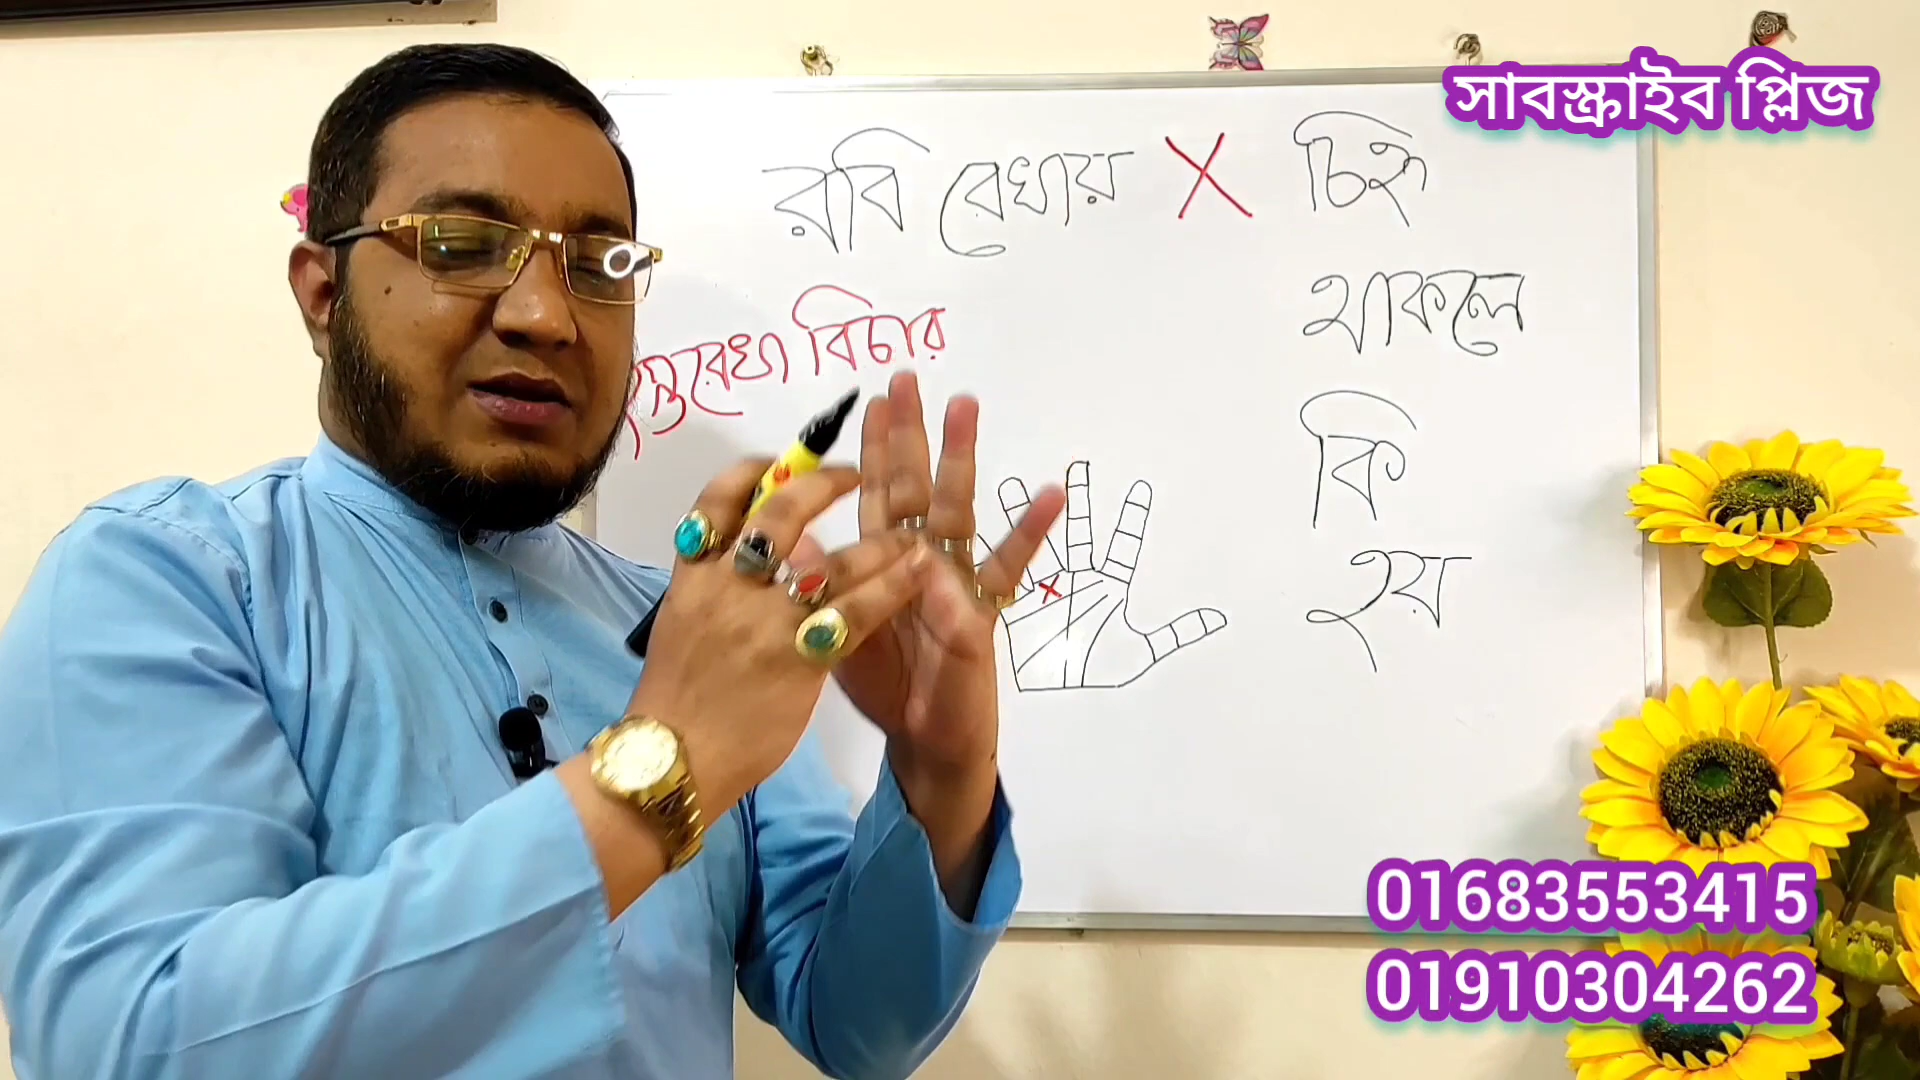 সাবস্ক্রাইব প্লিজ
রবি রেখায় X চিহ্ন
থাকলে
কি
হয়
হস্তরেখা বিচার
01683553415
01910304262